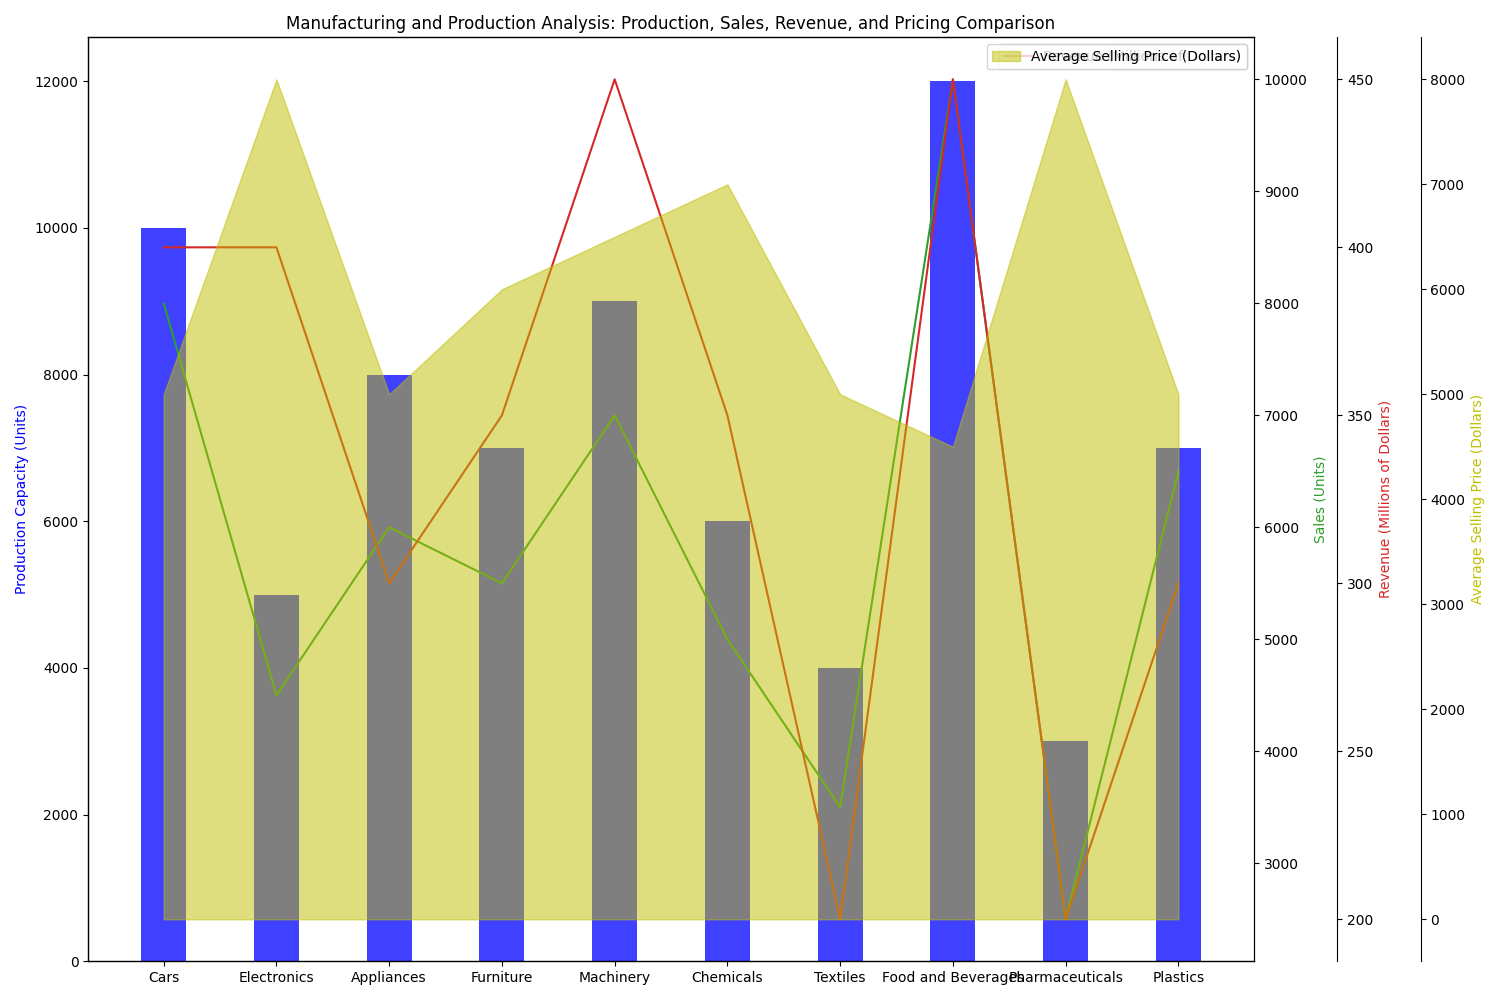 Manufacturing and Production Analysis: Production, Sales, Revenue, and Pricing Comparison
Average Selling Price (Dollars)
Production Capacity (Units)
12000
10000
8000
6000
4000
2000
0
Cars
Electronics
Appliances
Furniture
Machinery
Chemicals
Textiles
Food and Beverages
Pharmaceuticals
Plastics
10000
9000
8000
7000
6000
5000
4000
3000
Sales (Units)
450
400
350
300
250
200
Revenue (Millions of Dollars)
8000
7000
6000
5000
4000
3000
2000
1000
0
Average Selling Price (Dollars)